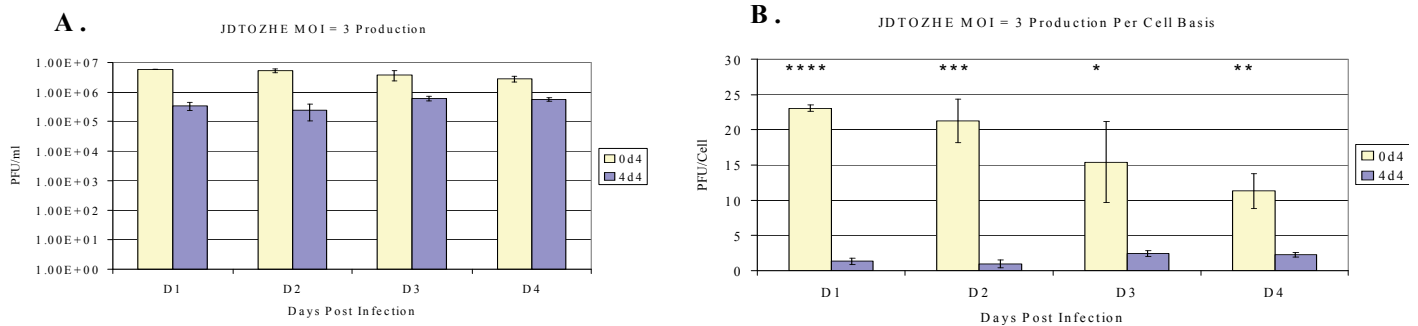 A.
JDTOZHE MOI = 3 Production
1.00E+07
1.00E+06
1.00E+05
1.00E+04
1.00E+03
1.00E+02
1.00E+01
1.00E+00
PFU/ml
D1 D2 D3 D4
Days Post Infection
0d4
4d4
B.
JDTOZHE MOI = 3 Production Per Cell Basis
30
25
20
15
10
5
0
PFU/Cell
**** *** * **
D1 D2 D3 D4
Days Post Infection
0d4
4d4